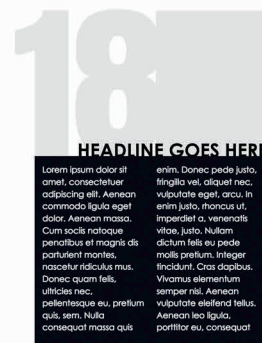 18
HEADLINE GOES HER
Lorem ipsum dolor sit
amet, consectetuer
adipiscing elit. Aenean
commodo ligula eget
dolor. Aenean massa.
Cum sociis natoque
penatibus et magnis dis
parturient montes,
nascetur ridiculus mus.
Donec quam felis,
ultricies nec,
pellentesque eu, pretium
quis, sem. Nulla
consequat massa quis
enim. Donec pede justo,
fringilla vel, aliquet nec,
vulputate eget, arcu. In
enim justo, rhoncus ut,
imperdiet a, venenatis
vitae, justo. Nullam
dictum felis eu pede
mollis pretium. Integer
tincidunt. Cras dapibus.
Vivamus elementum
semper nisi. Aenean
vulputate eleifend tellus.
Aenean leo ligula,
porttitor eu, consequat